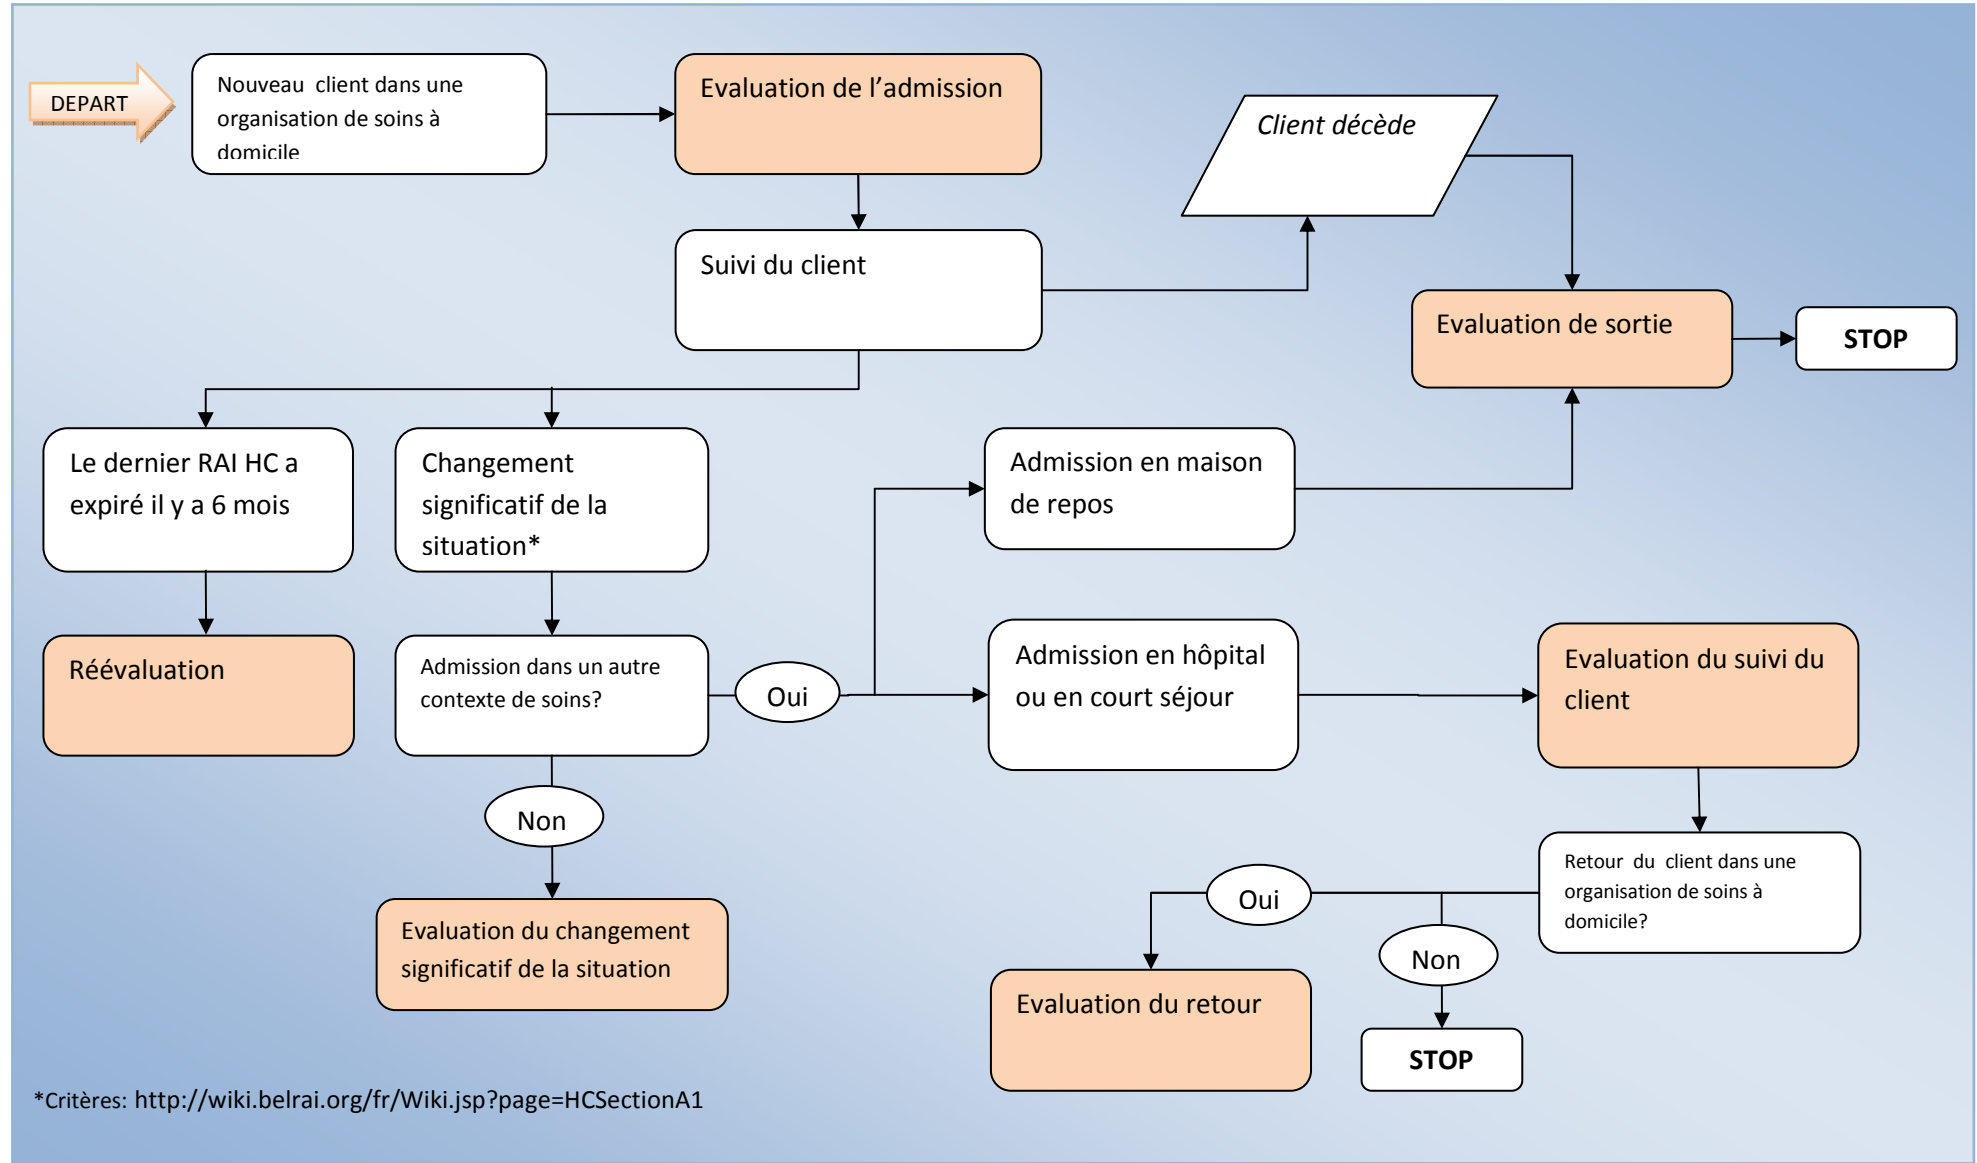 DEPART
Nouveau client dans une
organisation de soins à
domicile
Evaluation de l’admission
Client décède
Suivi du client
Evaluation de sortie
STOP
Le dernier RAI HC a
expiré il y a 6 mois
Changement
significatif de la
situation*
Admission en maison
de repos
Réévaluation
Admission dans un autre
contexte de soins?
Oui
Admission en hôpital
ou en court séjour
Evaluation du suivi du
client
Non
Retour du client dans une
organisation de soins à
domicile?
Oui
Non
Evaluation du changement
significatif de la situation
Evaluation du retour
STOP
*Critères: http://wiki.belrai.org/fr/Wiki.jsp?page=HCSectionA1